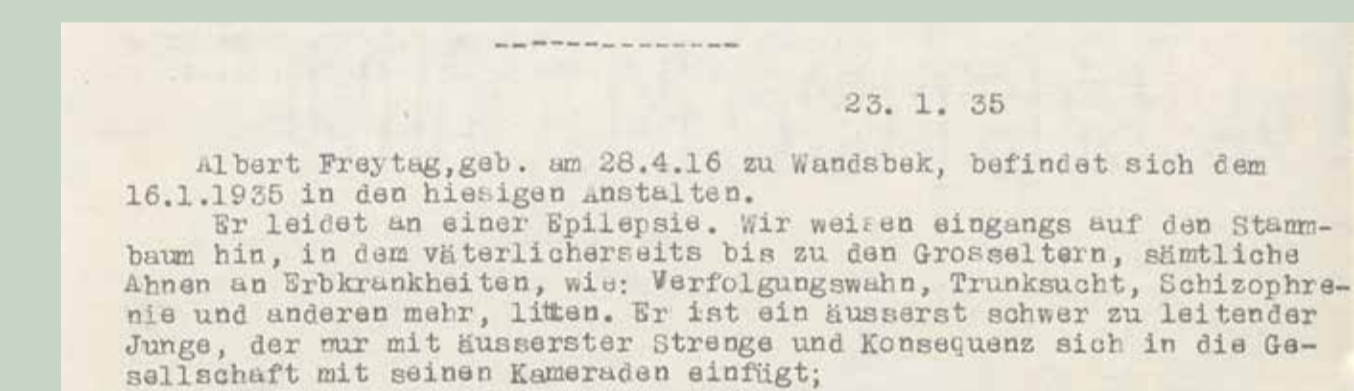 --------------
23. 1. 35
Albert Freytag,geb. am 28.4.16 zu Wandsbek, befindet sich dem
16.1.1935 in den hiesigen Anstalten.
Er leidet an einer Epilepsie. Wir weisen eingangs auf den Stamm-
baum hin, in dem väterlicherseits bis zu den Grosseltern, sämtliche
Ahnen an Erbkrankheiten, wie: Verfolgungswahn, Trunksucht, Schizophre-
nie und anderen mehr, litten. Er ist ein äusserst schwer zu leitender
Junge, der nur mit äusserster Strenge und Konsequenz sich in die Ge-
sellschaft mit seinen Kameraden einfügt;